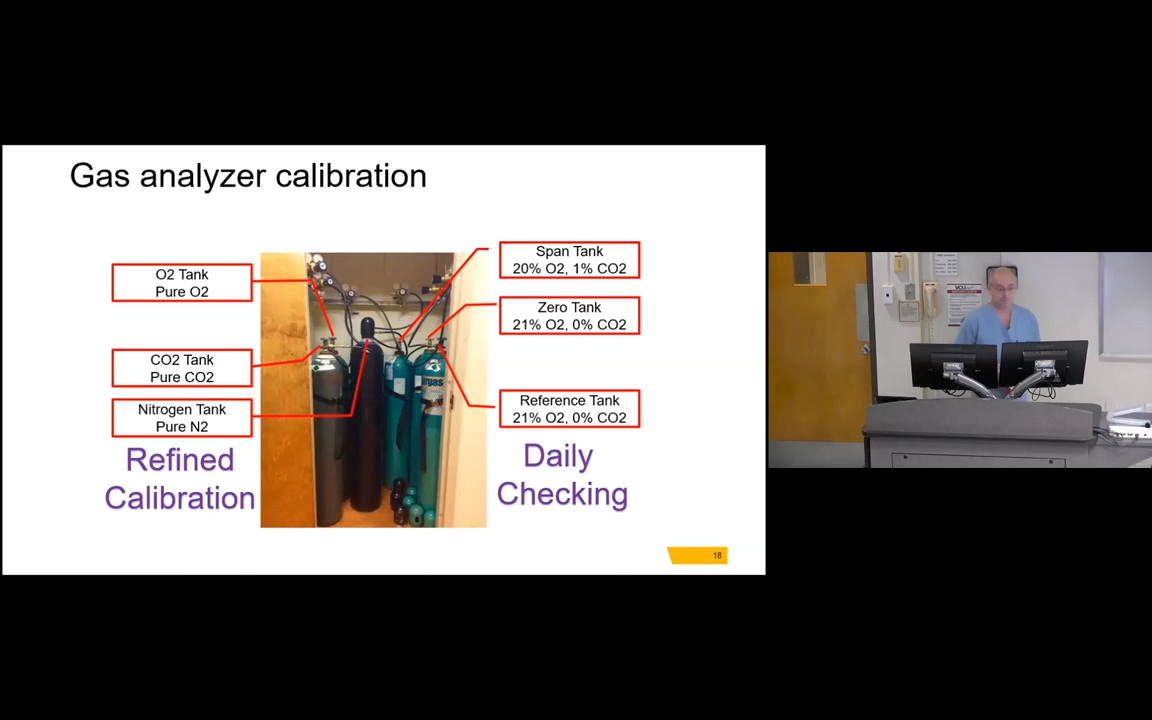 Gas analyzer calibration
O2 Tank
Pure O2
CO2 Tank
Pure CO2
Nitrogen Tank
Pure N2
Refined
Calibration
Span Tank
20% O2, 1% CO2
Zero Tank
21% O2, 0% CO2
Reference Tank
21% O2, 0% CO2
Daily
Checking
18
VCU